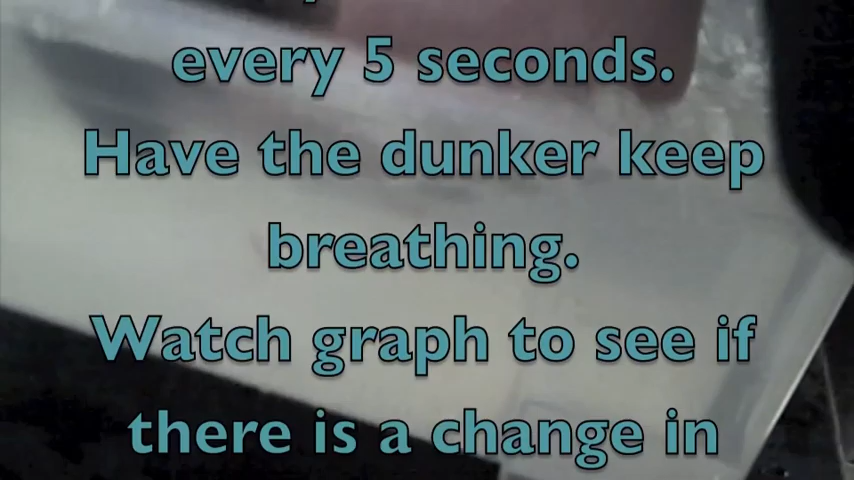 every 5 seconds.
Have the dunker keep
breathing.
Watch graph to see if
there is a change in